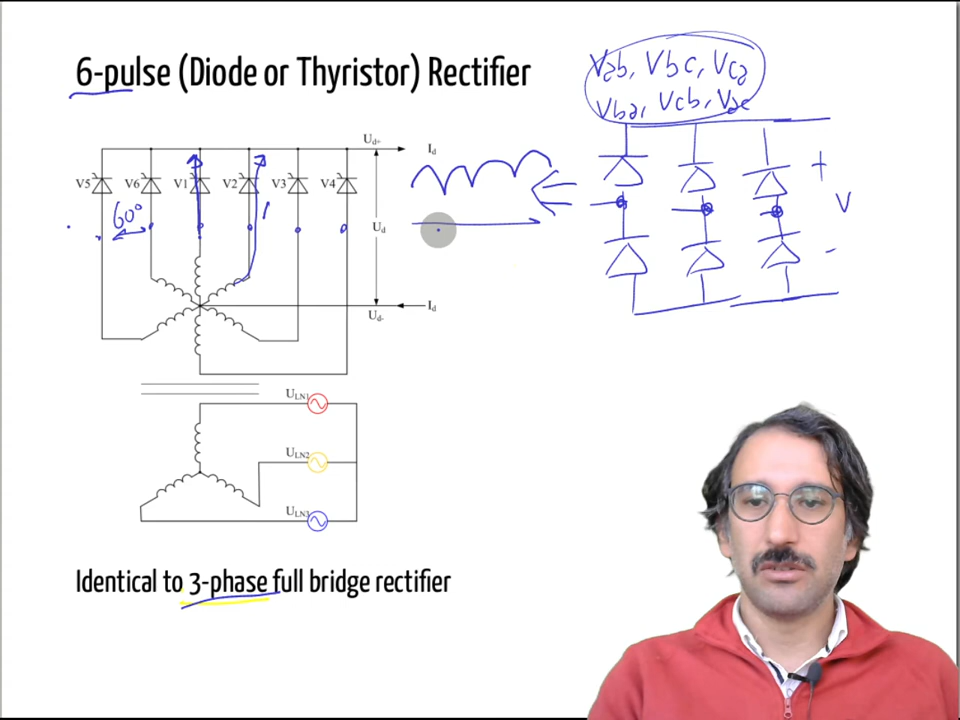 6-pulse (Diode or Thyristor) Rectifier
Vab, Vbc, Vca
Vba, Vcb, Vac
Ud+
Id
V5 V6 V1 V2 V3 V4
+
60°
Ud
V
-
Id
Ud-
ULN1
ULN2
ULN3
Identical to 3-phase full bridge rectifier